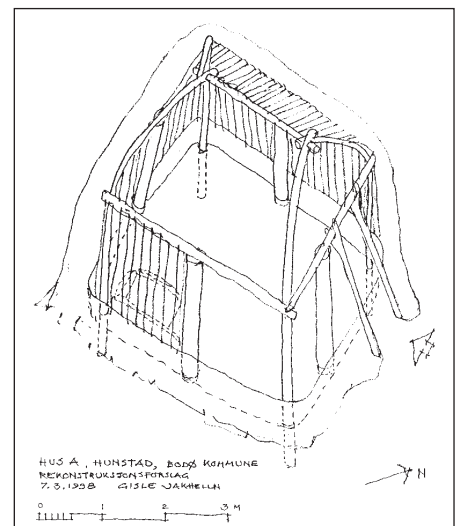 HUS A, HUNSTAD, BODØ KOMMUNE
REKONSTRUKSJONSFORSLAG
7.3.1998 GISLE JAKHELLN
N
0 1 2 3 M